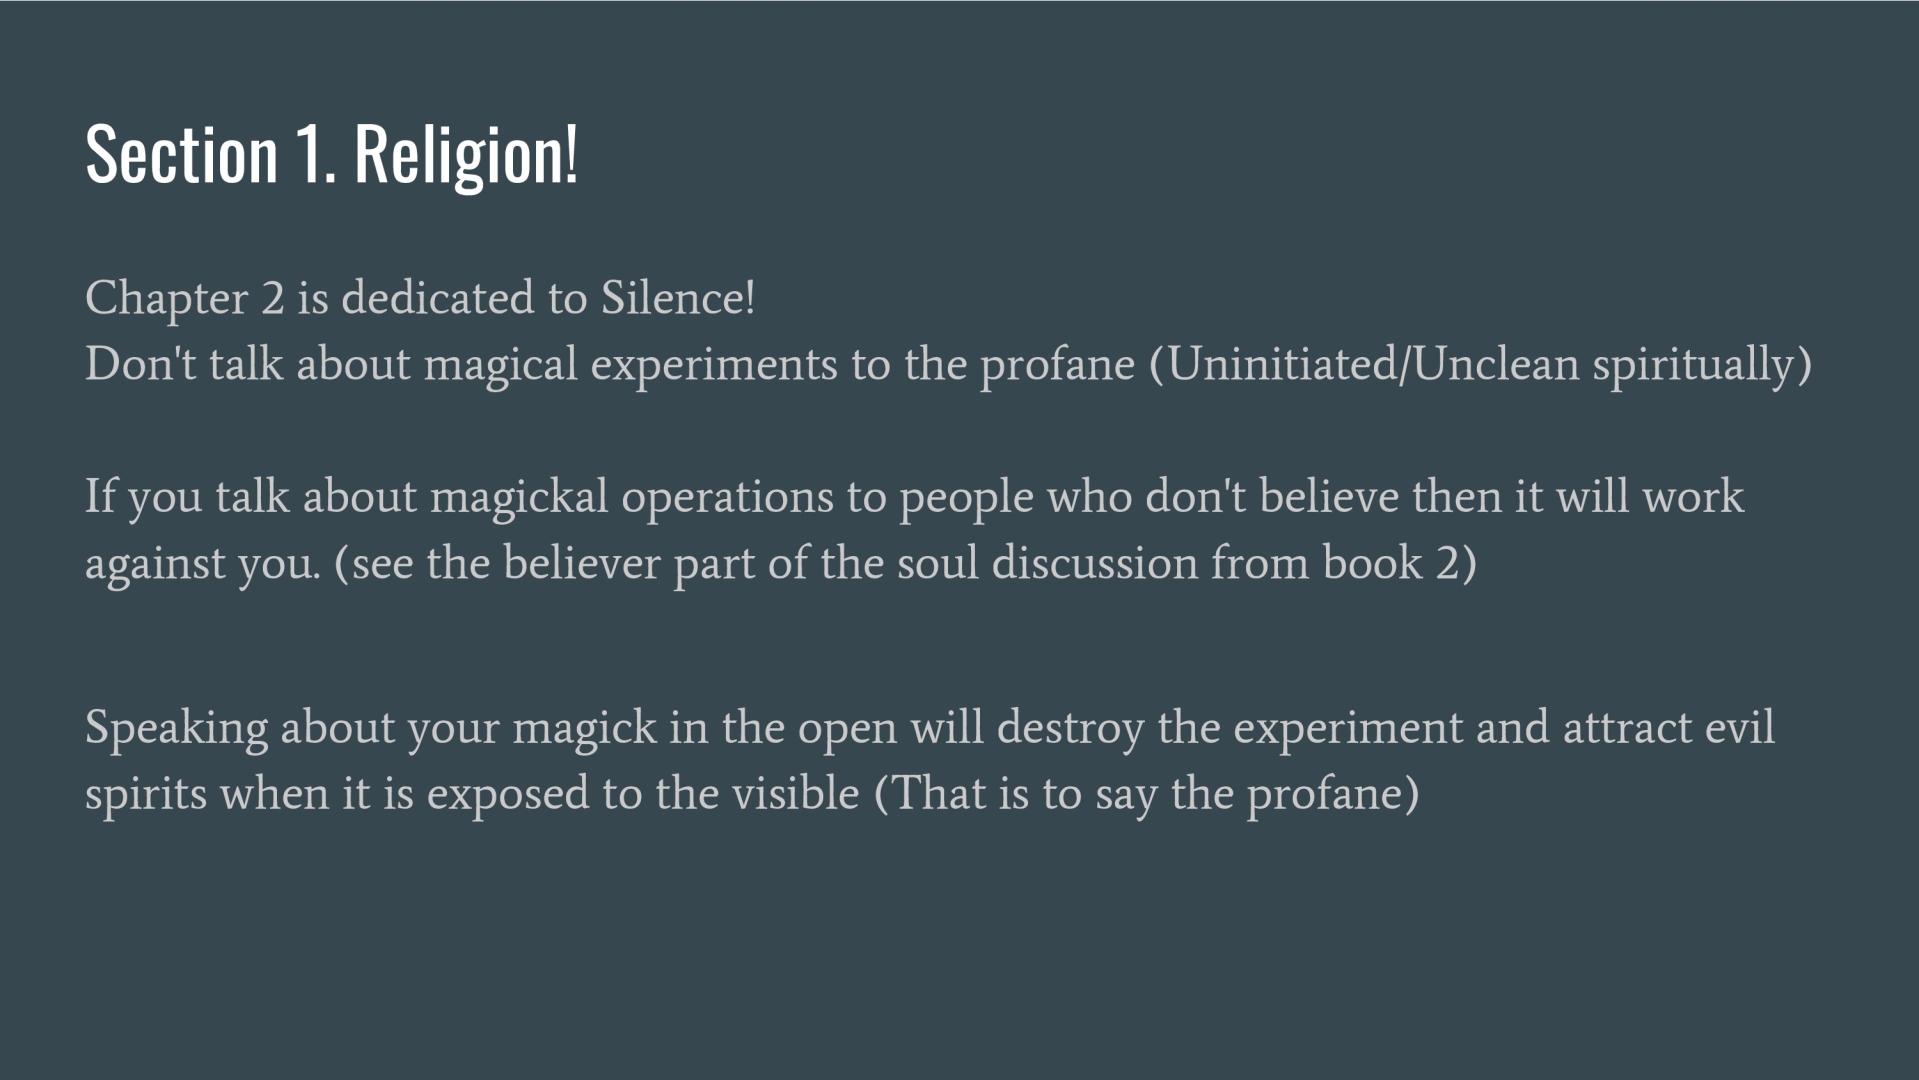 Section 1. Religion!
Chapter 2 is dedicated to Silence!
Don't talk about magical experiments to the profane (Uninitiated/Unclean spiritually)
If you talk about magickal operations to people who don't believe then it will work
against you. (see the believer part of the soul discussion from book 2)
Speaking about your magick in the open will destroy the experiment and attract evil
spirits when it is exposed to the visible (That is to say the profane)